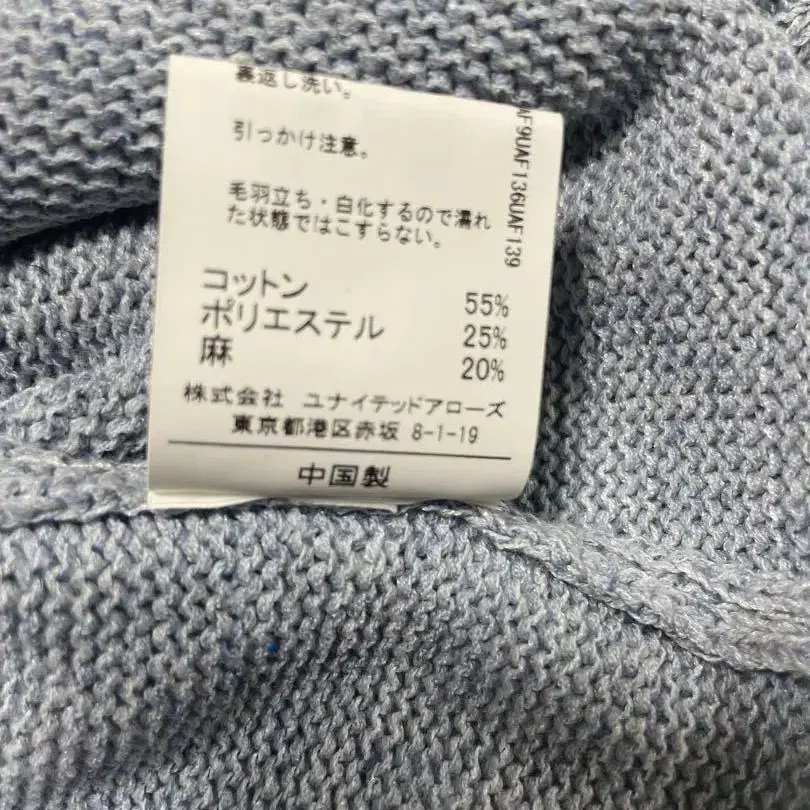 裏返し洗い。
引っかけ注意。
毛羽立ち・白化するので濡れ
た状態ではこすらない。
コットン 55%
ポリエステル 25%
麻 20%
株式会社 ユナイテッドアローズ
東京都港区赤坂 8-1-19
中国製
AF9UAF136UAF139